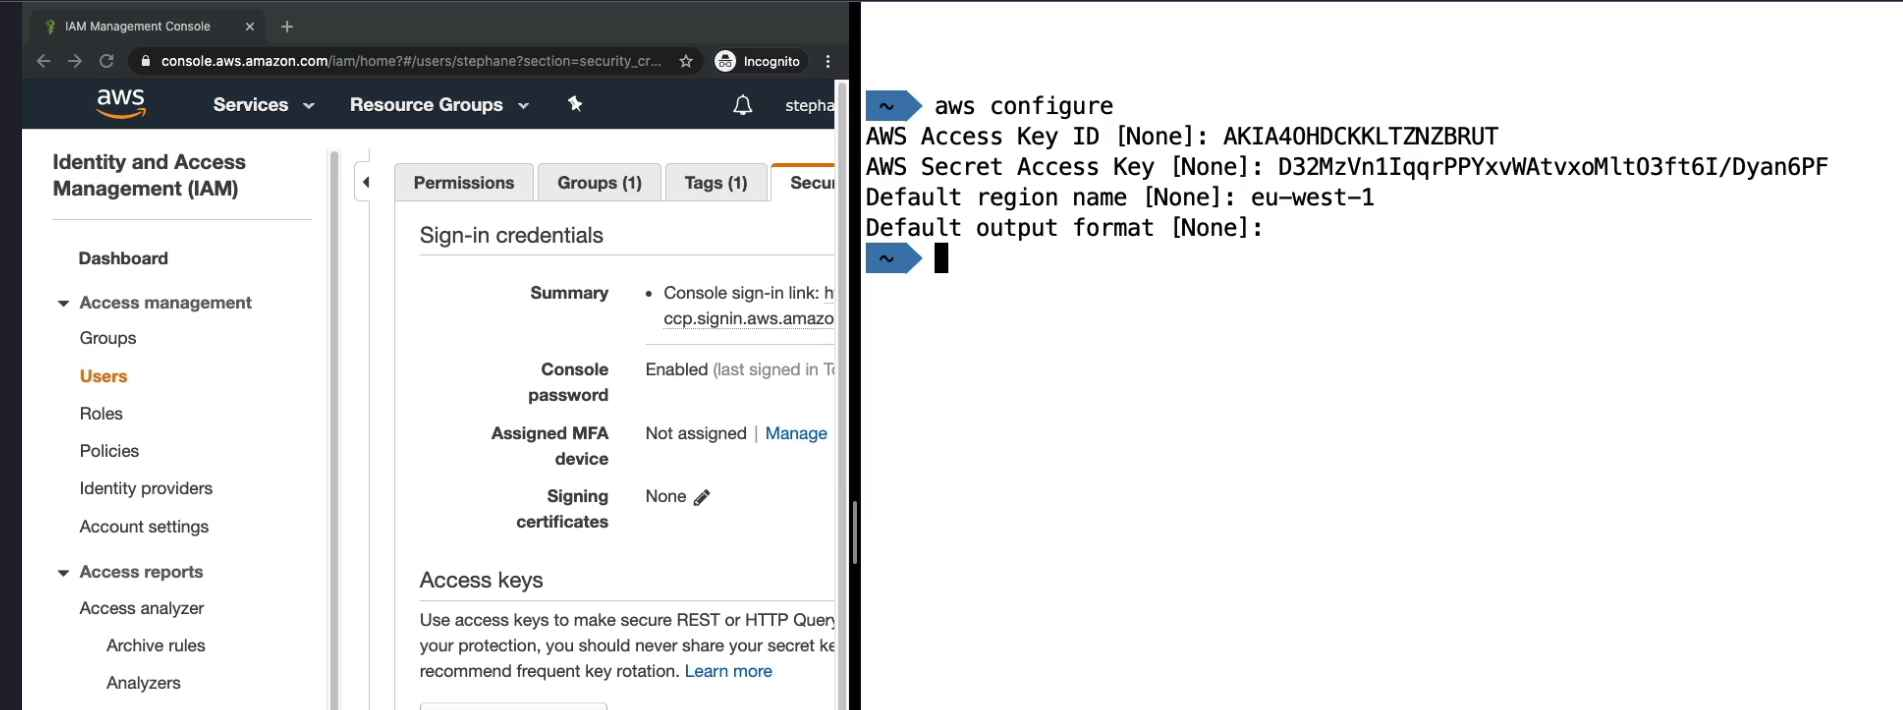 IAM Management Console
console.aws.amazon.com/iam/home?#/users/stephane?section=security_cr...
Incognito
aws
Services
Resource Groups
stepha
Identity and Access
Management (IAM)
Dashboard
Access management
Groups
Users
Roles
Policies
Identity providers
Account settings
Access reports
Access analyzer
Archive rules
Analyzers
Permissions
Groups (1)
Tags (1)
Secu
Sign-in credentials
Summary
• Console sign-in link: h
ccp.signin.aws.amazo
Console
password
Enabled (last signed in T
Assigned MFA
device
Not assigned | Manage
Signing
certificates
None
Access keys
Use access keys to make secure REST or HTTP Query
your protection, you should never share your secret ke
recommend frequent key rotation. Learn more
~ aws configure
AWS Access Key ID [None]: AKIA4OHDCKKLTZNZBRUT
AWS Secret Access Key [None]: D32MzVn1IqqrPPYxvWAtvxoMltO3ft6I/Dyan6PF
Default region name [None]: eu-west-1
Default output format [None]:
~